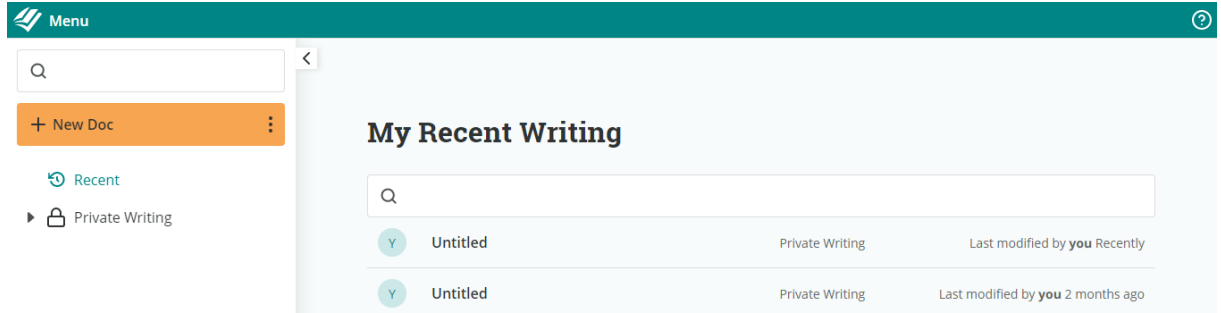 Menu
+ New Doc
Recent
Private Writing
My Recent Writing
Y Untitled Private Writing Last modified by you Recently
Y Untitled Private Writing Last modified by you 2 months ago